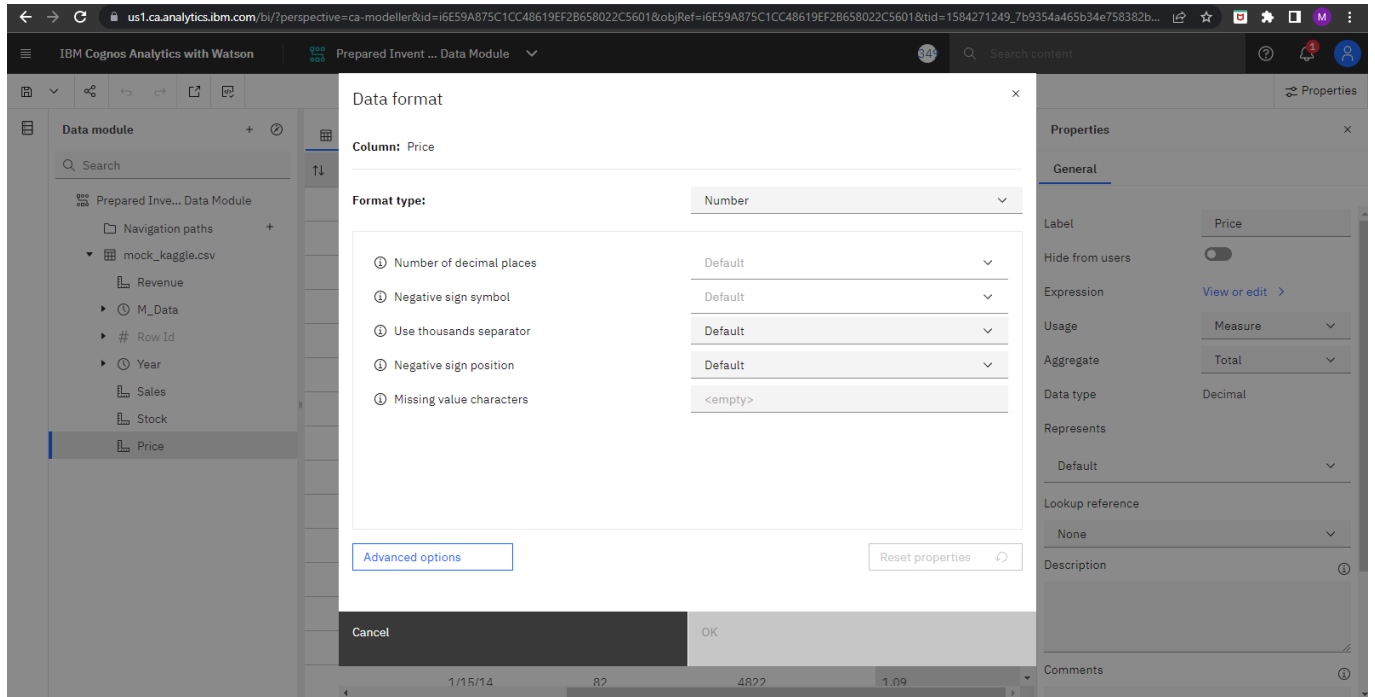 us1.ca.analytics.ibm.com/bi/?perspective=ca-modeller&id=i6E59A875C1CC48619EF2B658022C5601&objRef=i6E59A875C1CC48619EF2B658022C5601&tid=1584271249_7b9354a465b34e758382b...
M
IBM Cognos Analytics with Watson
Prepared Invent ... Data Module
349
Search content
1
Properties
Data module
Search
Prepared Inve... Data Module
Navigation paths
mock_kaggle.csv
Revenue
M_Data
# Row Id
Year
Sales
Stock
Price
Data format
Column: Price
Format type:
Number
Number of decimal places
Default
Negative sign symbol
Default
Use thousands separator
Default
Negative sign position
Default
Missing value characters
<empty>
Advanced options
Reset properties
Cancel
OK
1/15/14 82 4822 1.09
Properties
General
Label
Price
Hide from users
Expression
View or edit
Usage
Measure
Aggregate
Total
Data type
Decimal
Represents
Default
Lookup reference
None
Description
Comments